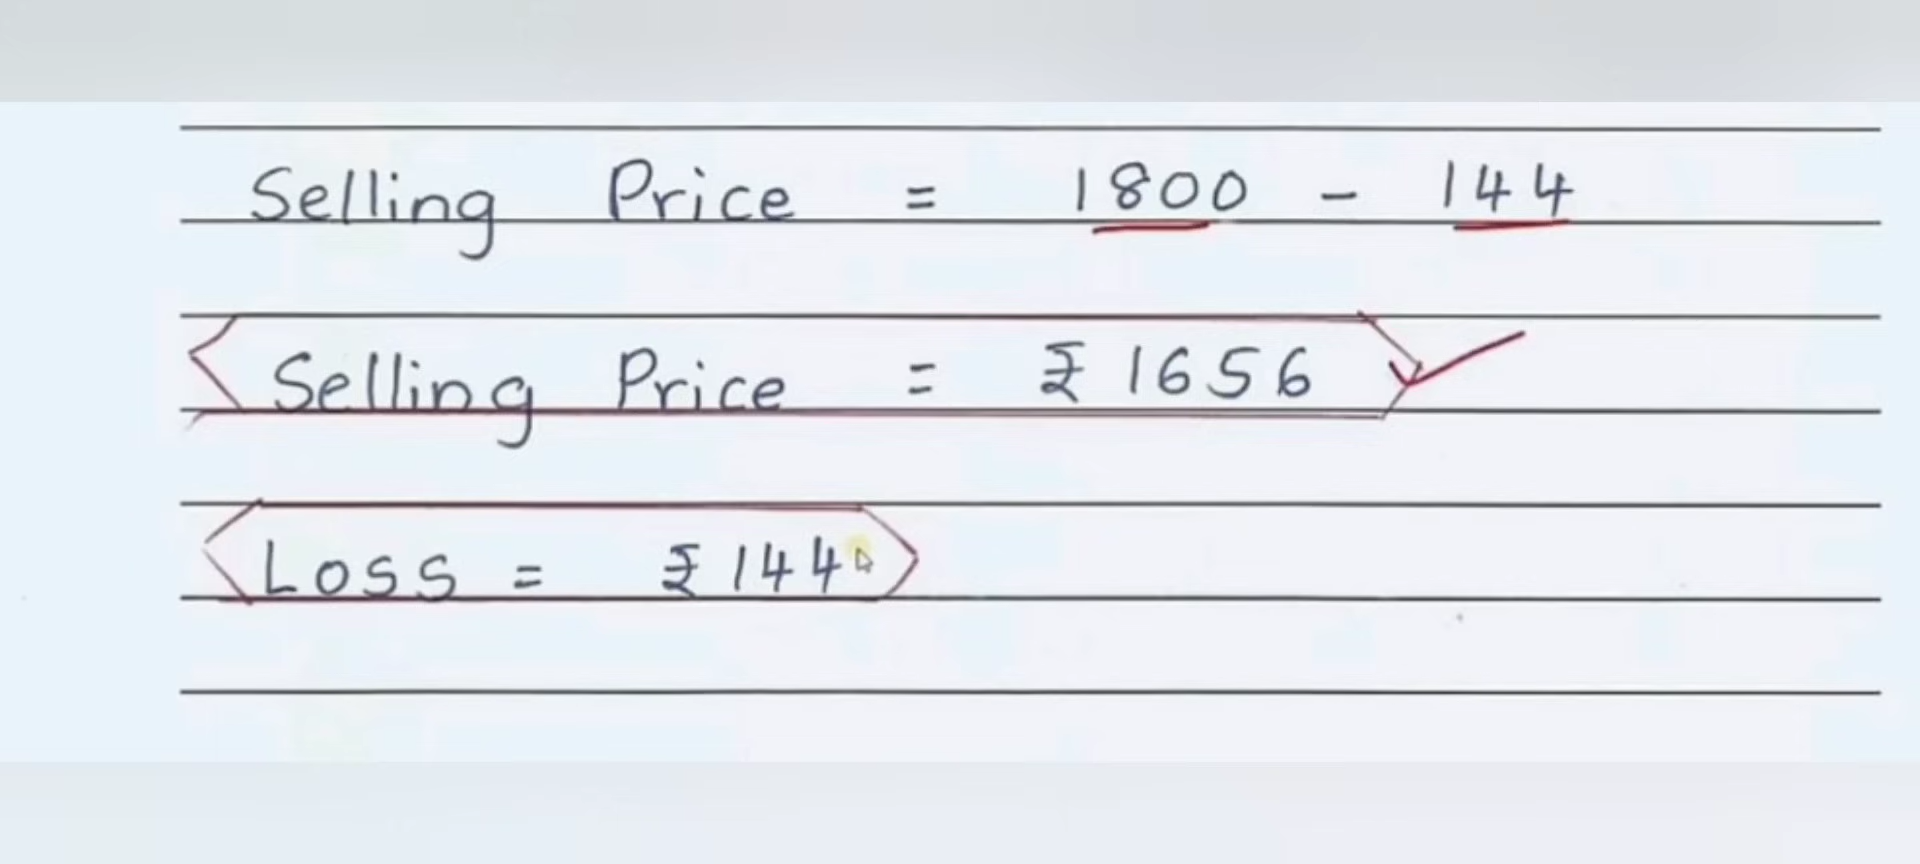 Selling Price = 1800 - 144
Selling Price = ₹ 1656
Loss = ₹ 144